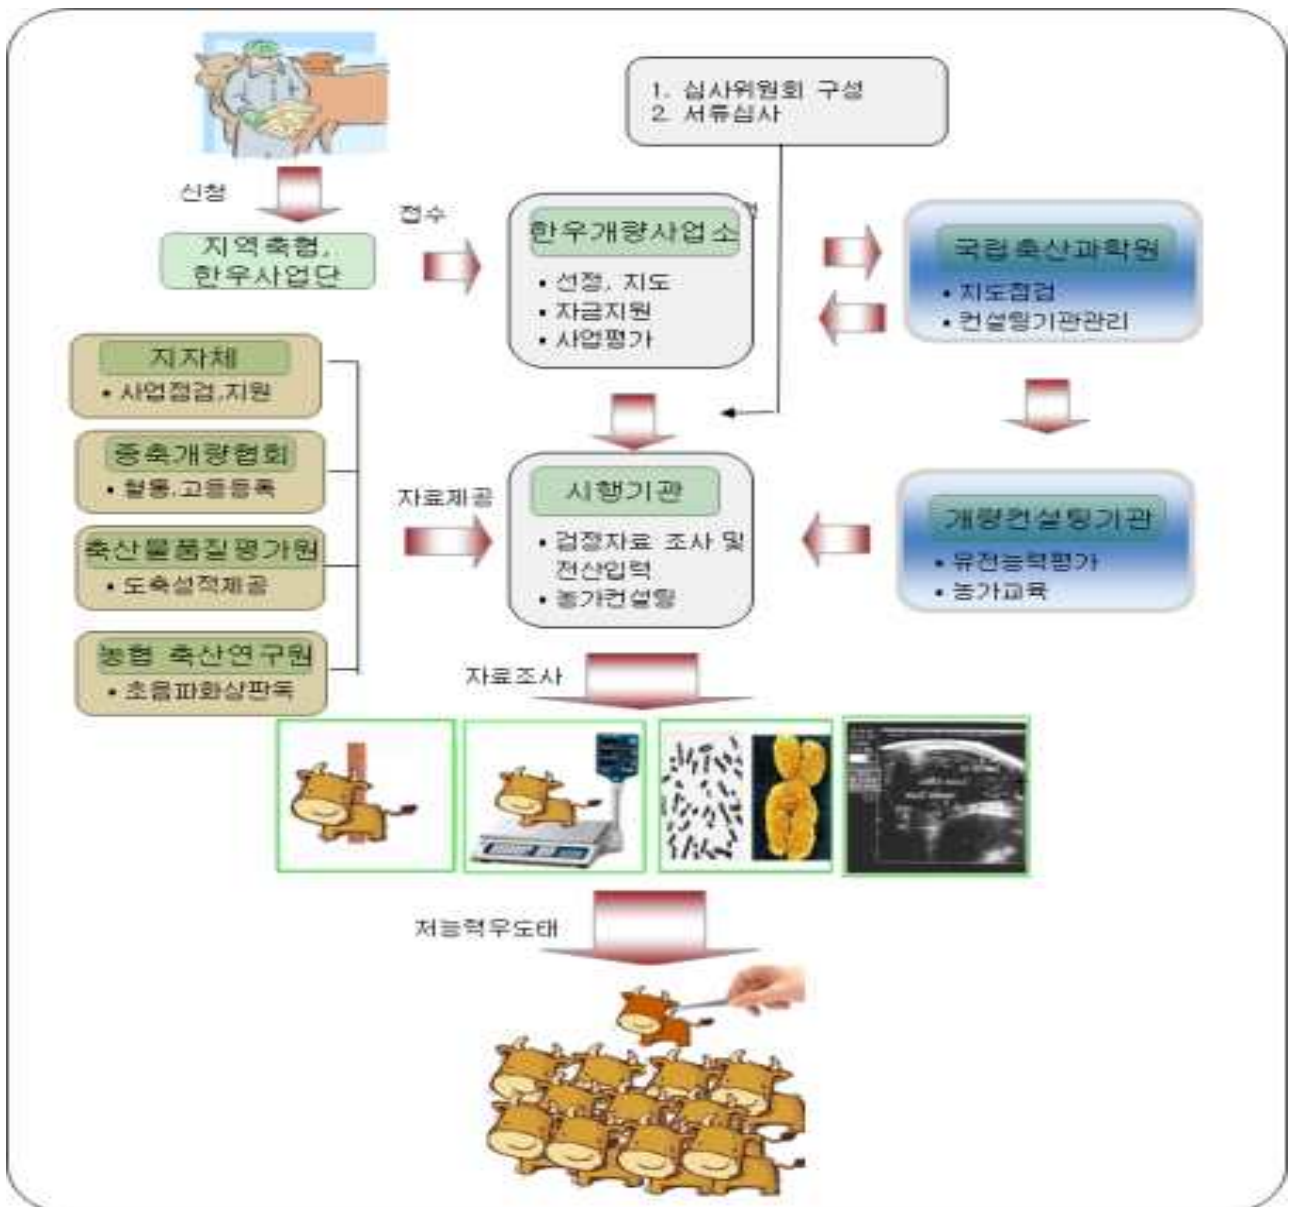 1. 심사위원회 구성
2. 서류심사
신청
지역축협,
한우사업단
접수
한우개량사업소
• 선정, 지도
• 자금지원
• 사업평가
국립축산과학원
• 지도점검
• 컨설팅기관관리
지자체
• 사업점검,지원
종축개량협회
• 혈통,고등등록
축산물품질평가원
• 도축성적제공
농협 축산연구원
• 초음파화상판독
자료제공
시행기관
• 검정자료 조사 및
전산입력
• 농가컨설팅
개량컨설팅기관
• 유전능력평가
• 농가교육
자료조사
저능력우도태